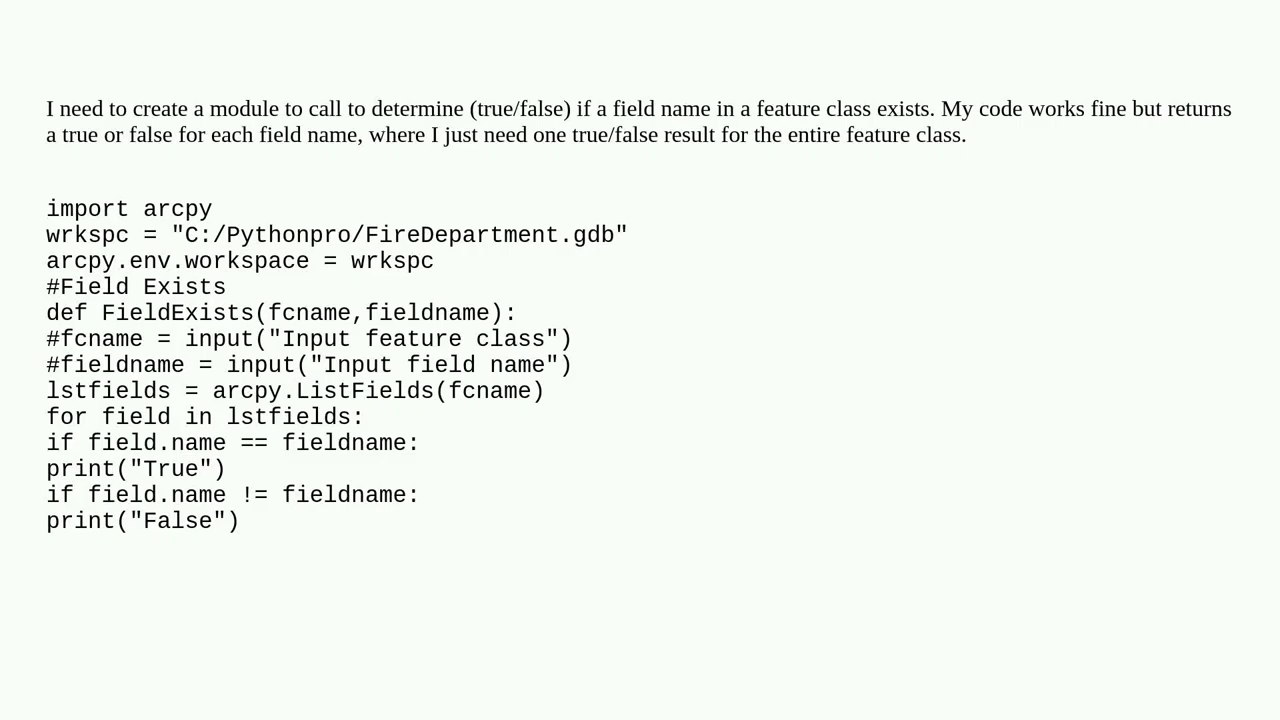 I need to create a module to call to determine (true/false) if a field name in a feature class exists. My code works fine but returns
a true or false for each field name, where I just need one true/false result for the entire feature class.
import arcpy
wrkspc = "C:/Pythonpro/FireDepartment.gdb"
arcpy.env.workspace = wrkspc
#Field Exists
def FieldExists(fcname,fieldname):
#fcname = input("Input feature class")
#fieldname = input("Input field name")
lstfields = arcpy.ListFields(fcname)
for field in lstfields:
if field.name == fieldname:
print("True")
if field.name != fieldname:
print("False")